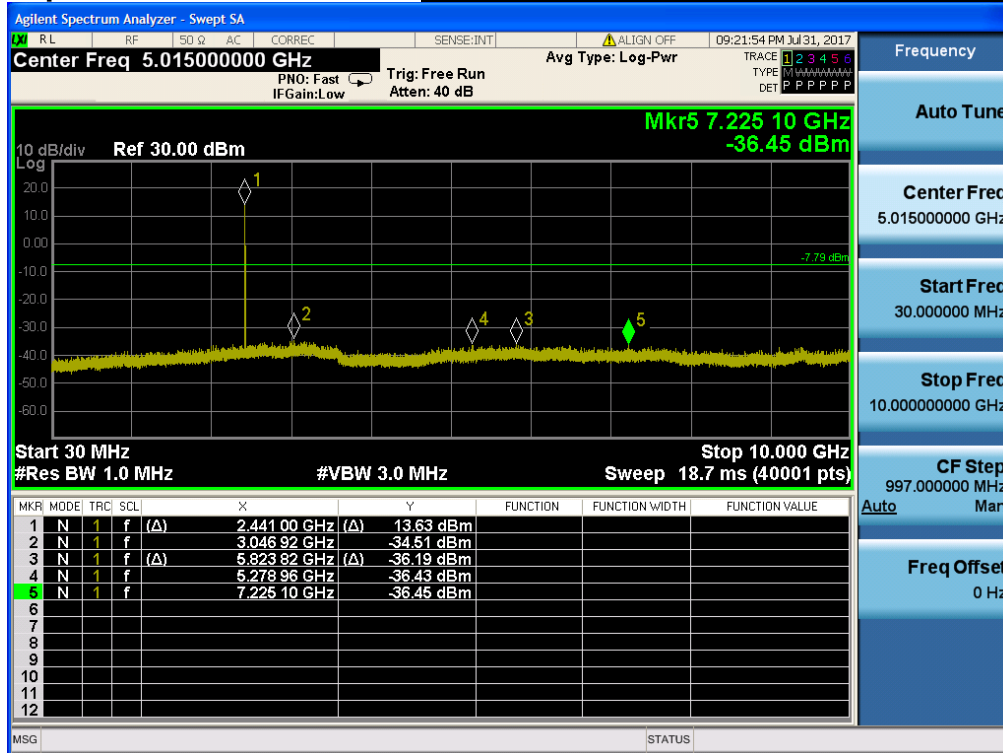 Agilent Spectrum Analyzer - Swept SA
LXI RL RF 50 Ω AC CORREC SENSE:INT ALIGN OFF 09:21:54 PM Jul 31, 2017
Center Freq 5.015000000 GHz
PNO: Fast
IFGain:Low
Trig: Free Run
Atten: 40 dB
Avg Type: Log-Pwr
TRACE 1 2 3 4 5 6
TYPE M W W W W W
DET P P P P P P
Mkr5 7.225 10 GHz
-36.45 dBm
10 dB/div Ref 30.00 dBm
Log
20.0
10.0
0.00
-10.0
-20.0
-30.0
-40.0
-50.0
-60.0
1
2
4
3
5
-7.79 dBm
Start 30 MHz Stop 10.000 GHz
#Res BW 1.0 MHz #VBW 3.0 MHz Sweep 18.7 ms (40001 pts)
MKR MODE TRC SCL X Y FUNCTION FUNCTION WIDTH FUNCTION VALUE
1 N 1 f (Δ) 2.441 00 GHz (Δ) 13.63 dBm
2 N 1 f 3.046 92 GHz -34.51 dBm
3 N 1 f (Δ) 5.823 82 GHz (Δ) -36.19 dBm
4 N 1 f 5.278 96 GHz -36.43 dBm
5 N 1 f 7.225 10 GHz -36.45 dBm
6
7
8
9
10
11
12
MSG STATUS
Frequency
Auto Tune
Center Freq
5.015000000 GHz
Start Freq
30.000000 MHz
Stop Freq
10.000000000 GHz
CF Step
997.000000 MHz
Auto Man
Freq Offset
0 Hz